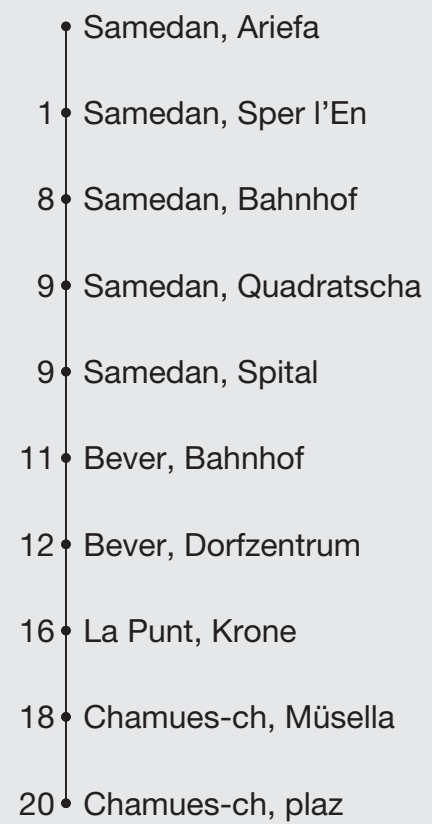 Samedan, Ariefa
1 Samedan, Sper l’En
8 Samedan, Bahnhof
9 Samedan, Quadratscha
9 Samedan, Spital
11 Bever, Bahnhof
12 Bever, Dorfzentrum
16 La Punt, Krone
18 Chamues-ch, Müsella
20 Chamues-ch, plaz